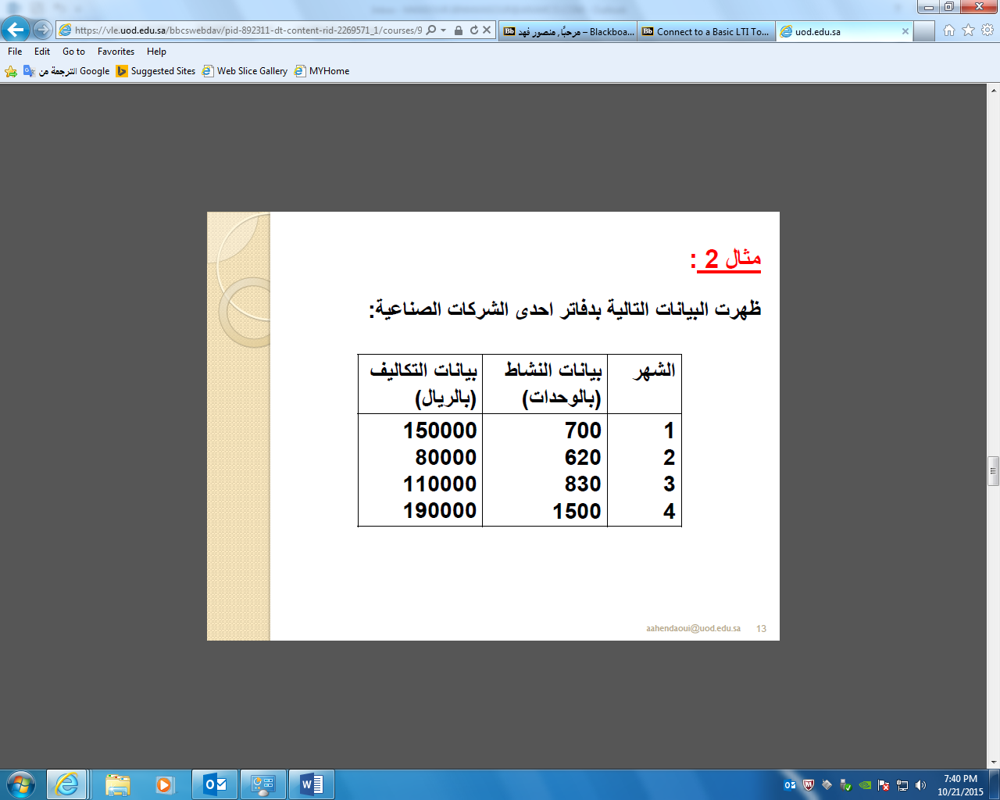 https://vle.uod.edu.sa/bbcswebdav/pid-892311-dt-content-rid-2269571_1/courses/9
مرحبًا, منصور فهد – Blackboa...
Connect to a Basic LTI To...
uod.edu.sa
File Edit Go to Favorites Help
الترجمة من Google Suggested Sites Web Slice Gallery MYHome
مثال 2 :
ظهرت البيانات التالية بدفاتر احدى الشركات الصناعية:
الشهر بيانات النشاط (بالوحدات) بيانات التكاليف (بالريال)
1 700 150000
2 620 80000
3 830 110000
4 1500 190000
aahendaoui@uod.edu.sa 13
7:40 PM
10/21/2015